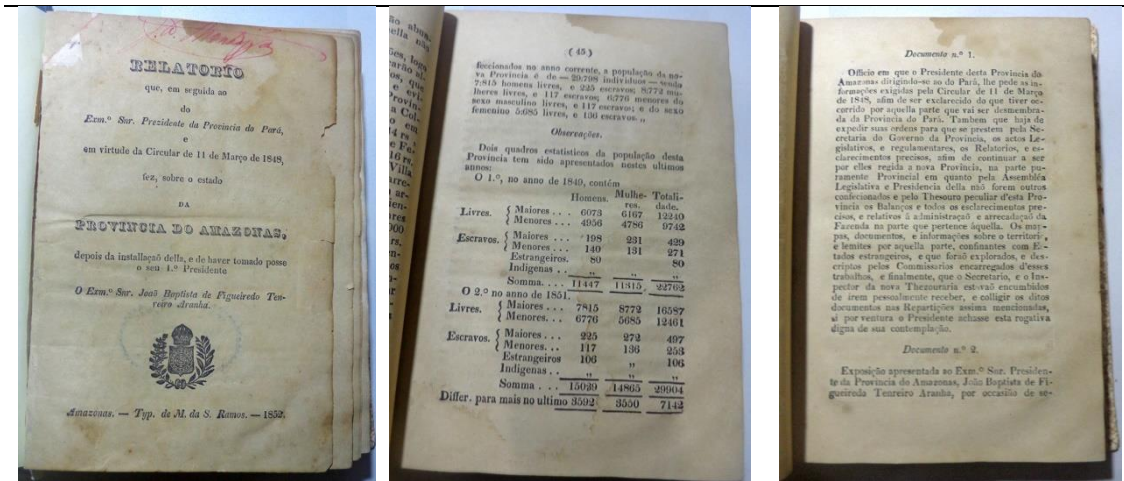 RELATORIO
que, em seguida ao
do
Exm.º Snr. Prezidente da Provincia do Pará,
e
em virtude da Circular de 11 de Março de 1848,
fez, sobre o estado
DA
PROVINCIA DO AMAZONAS,
depois da installaçaõ della, e de haver tomado posse
o seu 1.º Presidente
O Exm.º Snr. Joaõ Baptista de Figueiredo Ten-
reiro Aranha.
Amazonas. — Typ. de M. da S. Ramos. — 1852.
(45)
feccionados no anno corrente, a população da no-
va Provincia é de — 29:798 individuos — sendo
7:815 homens livres, e 225 escravos; 8:772 mu-
lheres livres, e 117 escravos; 6:776 menores do
sexo masculino livres, e 117 escravos; e do sexo
femenino 5:685 livres, e 136 escravos. „
Observações.
Dois quadros estatisticos da população desta
Provincia tem sido apresentados nestes ultimos
annos:
O 1.º, no anno de 1849, contém
Homens. Mulhe- Totali-
res. dade.
Livres. { Maiores . . . 6073 6167 12240
{ Menores . . . 4956 4786 9742
Escravos. { Maiores . . . 198 231 429
{ Menores . . . 140 131 271
Estrangeiros. 80 80
Indigenas . . „ „ „
Somma. . . . 11447 11315 22762
O 2.º no anno de 1851.
Livres. { Maiores . . . 7815 8772 16587
{ Menores. . . 6776 5685 12461
Escravos. { Maiores . . . 225 272 497
{ Menores. . . 117 136 253
Estrangeiros 106 „ 106
Indigenas . . „ „ „
Somma . . . 15039 14865 29904
Differ. para mais no ultimo 3592 3550 7142
Documento n.º 1.
Officio em que o Presidente desta Provincia do
Amazonas dirigindo-se ao do Pará, lhe pede as in-
formações exigidas pela Circular de 11 de Março
de 1848, afim de ser exclarecido do que tiver oc-
corrido por aquella parte que vai ser desmembra-
da da Provincia do Pará. Tambem que haja de
expedir suas ordens para que se prestem pela Se-
cretaria do Governo da Provincia, os actos Le-
gislativos, e regulamentares, os Relatorios, e es-
clarecimentos precisos, afim de continuar a ser
por elles regida a nova Provincia, na parte pu-
ramente Provincial em quanto pela Assembléa
Legislativa e Presidencia della naõ forem outros
confecionados e pelo Thesouro peculiar d'esta Pro-
vincia os Balanços e todos os esclarecimentos pre-
cisos, e relativos á administraçaõ e arrecadaçaõ da
Fazenda na parte que pertence àquella. Os map-
pas, documentos, e informações sobre o territorio,
e lemites por aquella parte, confinantes com Es-
tados estrangeiros, e que foraõ explorados, e des-
criptos pelos Commissarios encarregados d'esses
trabalhos, e finalmente, que o Secretario, e o Ins-
pector da nova Thezouraria estavaõ encumbidos
de irem pessoalmente receber, e colligir os ditos
documentos nas Repartições assima mencionadas,
si por ventura o Presidente achasse esta rogativa
digna de sua contemplação.
Documento n.º 2.
Exposição apresentada ao Exm.º Snr. Presiden-
te da Provincia do Amazonas, João Baptista de Fi-
gueiredo Tenreiro Aranha, por occasião de se-